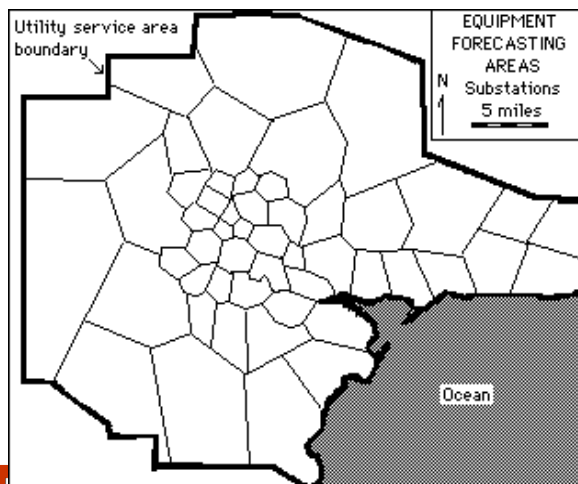 Utility service area
boundary
EQUIPMENT
FORECASTING
AREAS
Substations
5 miles
N
Ocean